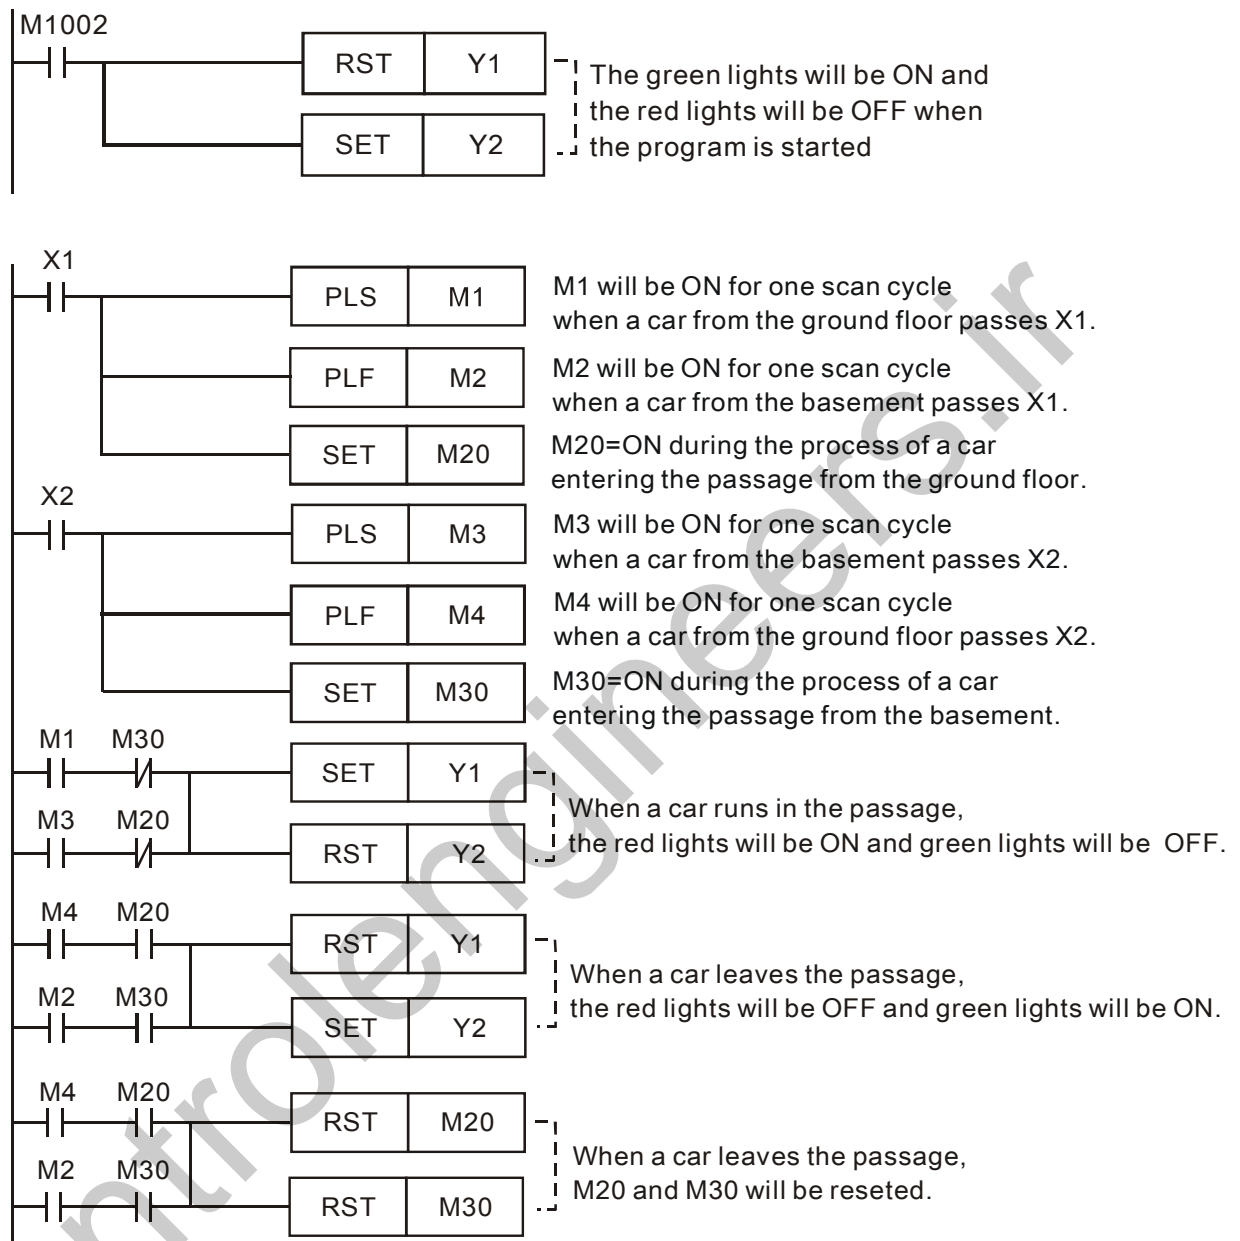 M1002
RST Y1
The green lights will be ON and
the red lights will be OFF when
SET Y2
the program is started
X1
PLS M1
M1 will be ON for one scan cycle
when a car from the ground floor passes X1.
PLF M2
M2 will be ON for one scan cycle
when a car from the basement passes X1.
SET M20
M20=ON during the process of a car
entering the passage from the ground floor.
X2
PLS M3
M3 will be ON for one scan cycle
when a car from the basement passes X2.
PLF M4
M4 will be ON for one scan cycle
when a car from the ground floor passes X2.
SET M30
M30=ON during the process of a car
entering the passage from the basement.
M1 M30
SET Y1
When a car runs in the passage,
the red lights will be ON and green lights will be OFF.
M3 M20
RST Y2
M4 M20
RST Y1
When a car leaves the passage,
the red lights will be OFF and green lights will be ON.
M2 M30
SET Y2
M4 M20
RST M20
When a car leaves the passage,
M20 and M30 will be reseted.
M2 M30
RST M30
ntrolengineers.ir